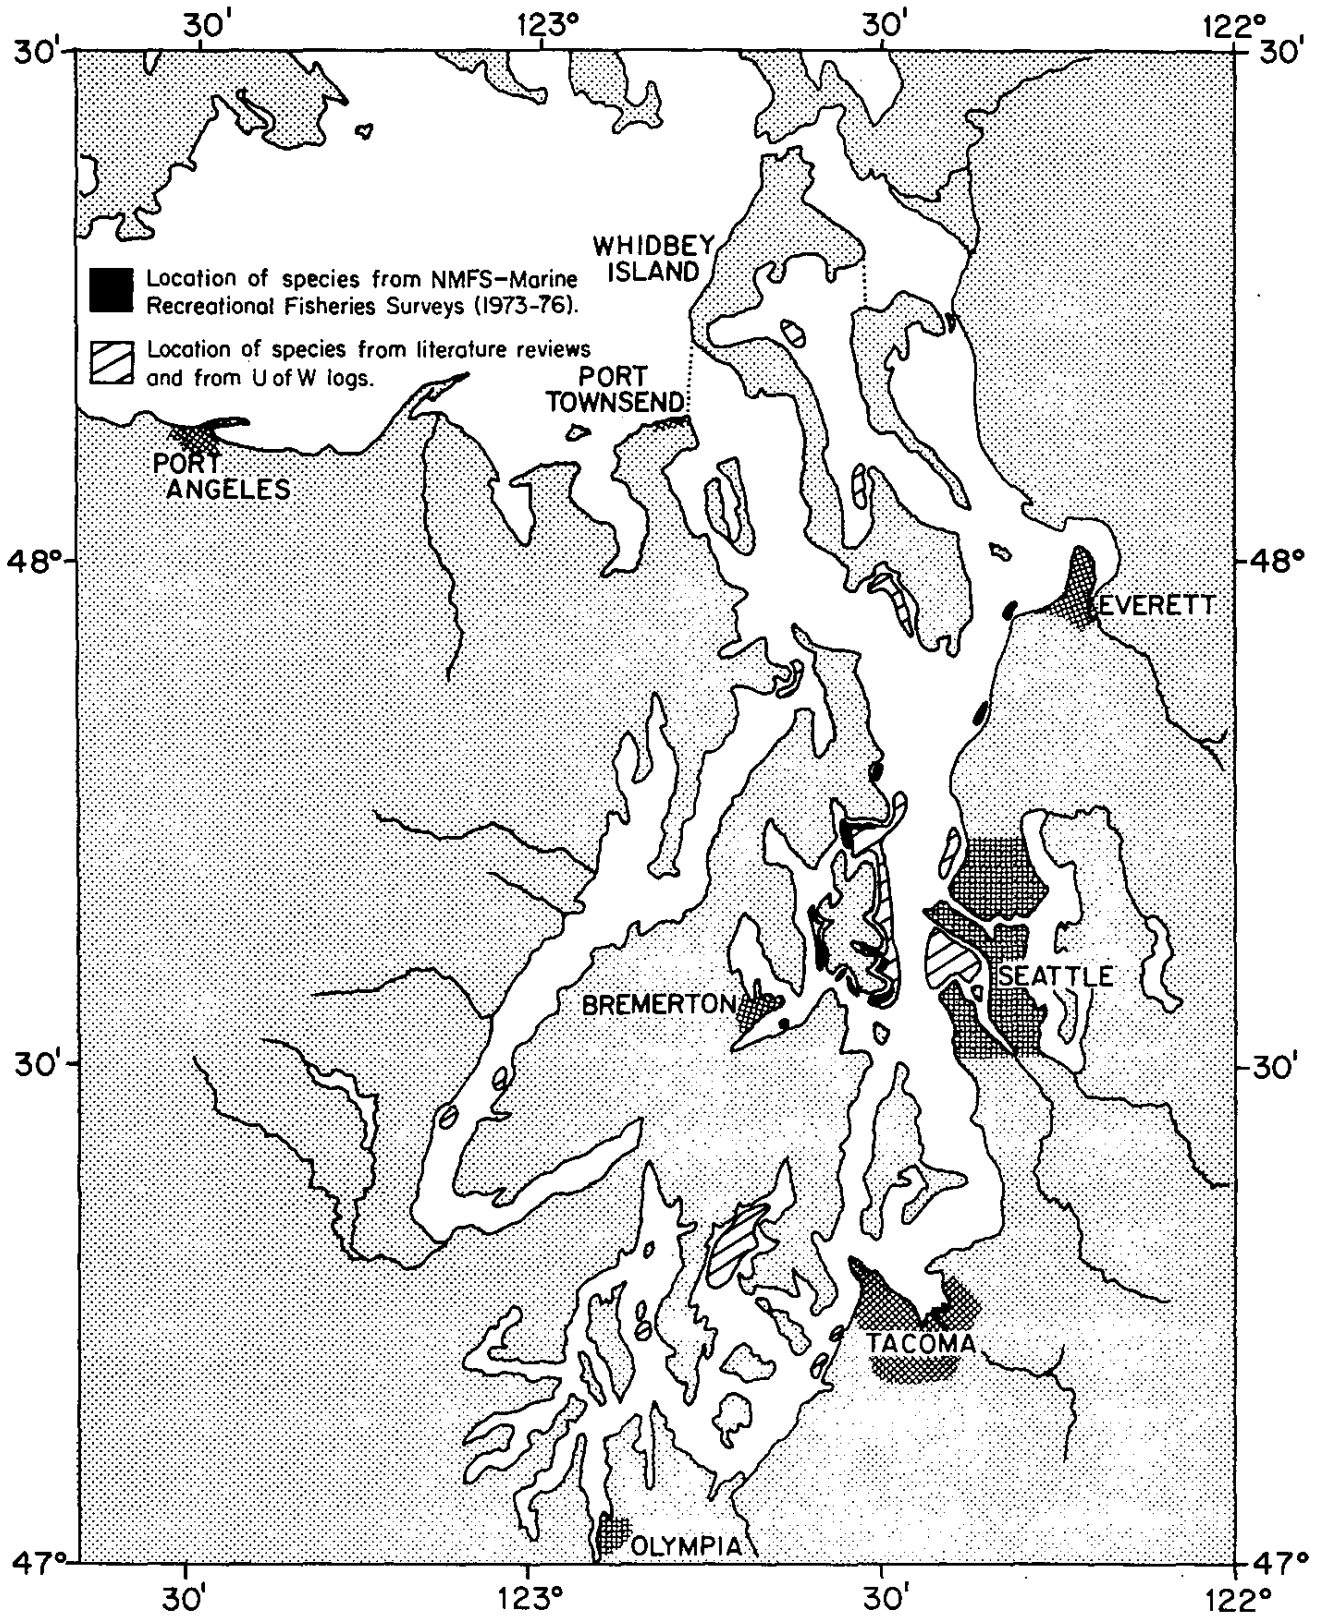 30' 123° 30' 122°
30' 30'
WHIDBEY
ISLAND
Location of species from NMFS-Marine
Recreational Fisheries Surveys (1973-76).
Location of species from literature reviews
and from U of W logs.
PORT
TOWNSEND
PORT
ANGELES
48° 48°
EVERETT
SEATTLE
BREMERTON
30' 30'
TACOMA
OLYMPIA
47° 47°
30' 123° 30' 122°